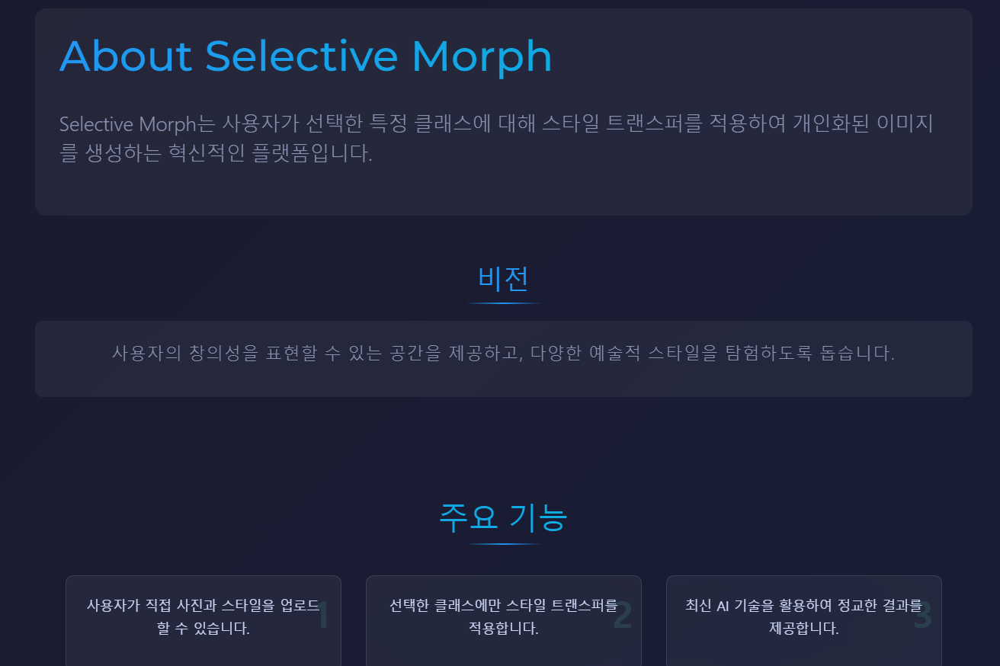 About Selective Morph
Selective Morph는 사용자가 선택한 특정 클래스에 대해 스타일 트랜스퍼를 적용하여 개인화된 이미지
를 생성하는 혁신적인 플랫폼입니다.
비전
사용자의 창의성을 표현할 수 있는 공간을 제공하고, 다양한 예술적 스타일을 탐험하도록 돕습니다.
주요 기능
사용자가 직접 사진과 스타일을 업로드
할 수 있습니다.
1
선택한 클래스에만 스타일 트랜스퍼를
적용합니다.
2
최신 AI 기술을 활용하여 정교한 결과를
제공합니다.
3